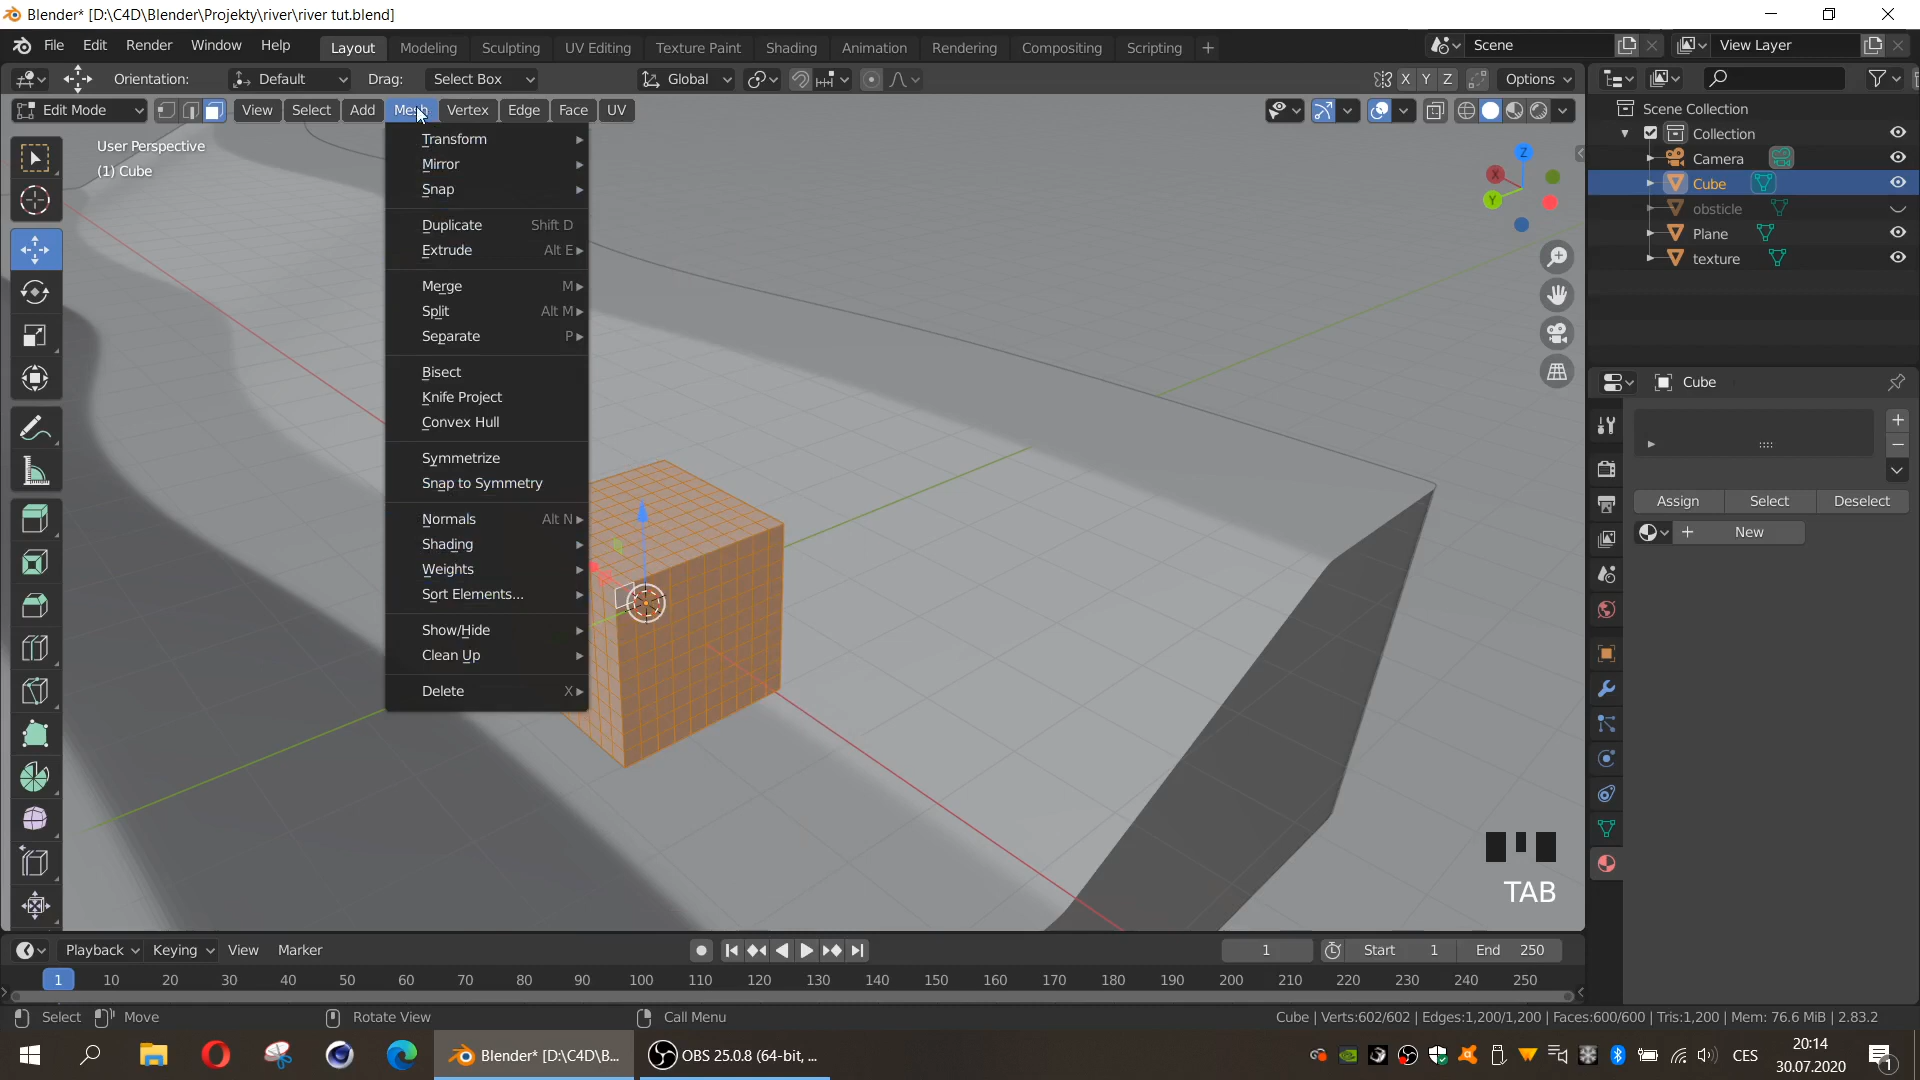 Blender* [D:\C4D\Blender\Projekty\river\river tut.blend]
File Edit Render Window Help Layout Modeling Sculpting UV Editing Texture Paint Shading Animation Rendering Compositing Scripting + Scene View Layer
Orientation: Default Drag: Select Box Global X Y Z Options
Edit Mode View Select Add Mesh Vertex Edge Face UV
User Perspective
(1) Cube
Transform
Mirror
Snap
Duplicate Shift D
Extrude Alt E
Merge M
Split Alt M
Separate P
Bisect
Knife Project
Convex Hull
Symmetrize
Snap to Symmetry
Normals Alt N
Shading
Weights
Sort Elements...
Show/Hide
Clean Up
Delete X
Z
X
Y
TAB
Scene Collection
Collection
Camera
Cube
obsticle
Plane
texture
Cube
Assign Select Deselect
New
Playback Keying View Marker 1 Start 1 End 250
1 10 20 30 40 50 60 70 80 90 100 110 120 130 140 150 160 170 180 190 200 210 220 230 240 250
Select Move Rotate View Call Menu Cube | Verts:602/602 | Edges:1,200/1,200 | Faces:600/600 | Tris:1,200 | Mem: 76.6 MiB | 2.83.2
Blender* [D:\C4D\B... OBS 25.0.8 (64-bit, ... CES 20:14
30.07.2020
1